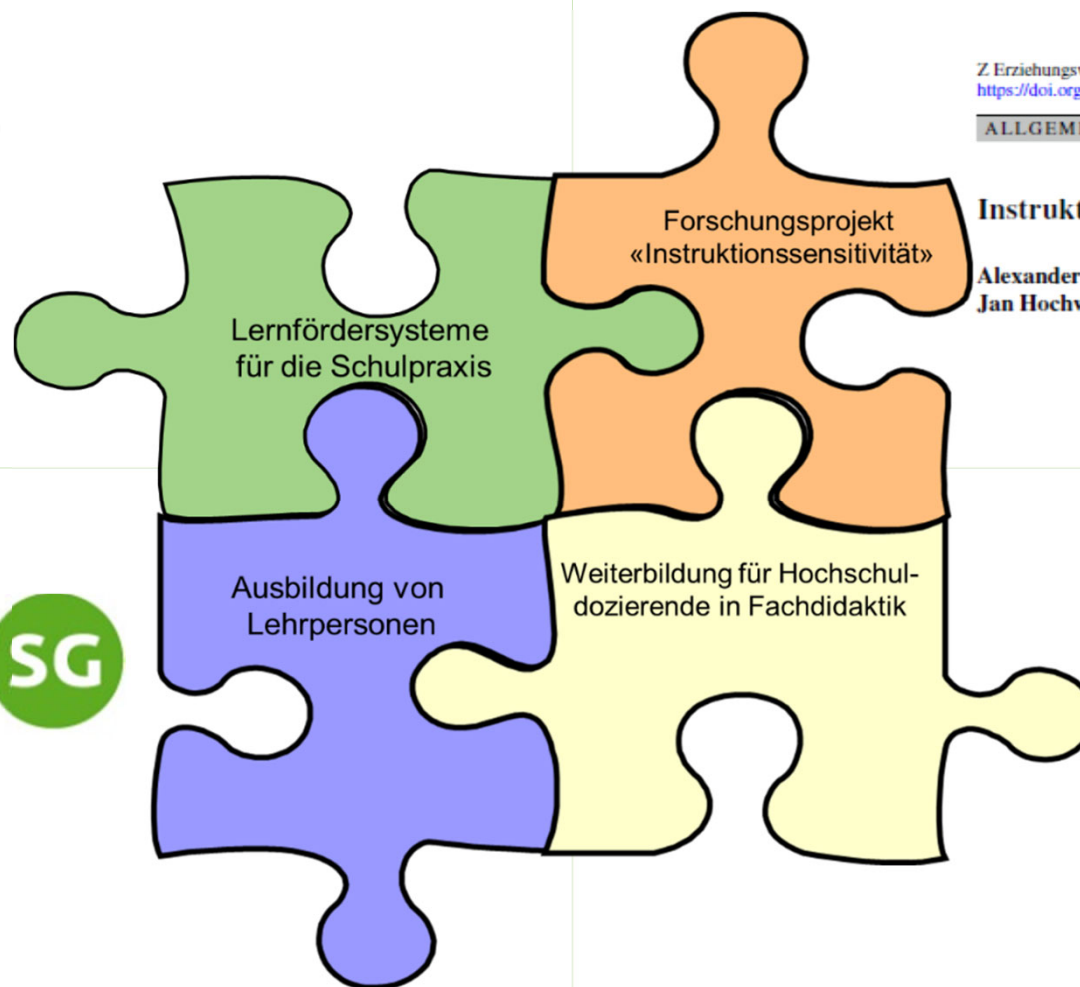 Z Erziehungsw
https://doi.org
ALLGEM
Instrukt
Alexander
Jan Hochw
Forschungsprojekt
«Instruktionssensitivität»
Lernfördersysteme
für die Schulpraxis
Ausbildung von
Lehrpersonen
Weiterbildung für Hochschul-
dozierende in Fachdidaktik
SG